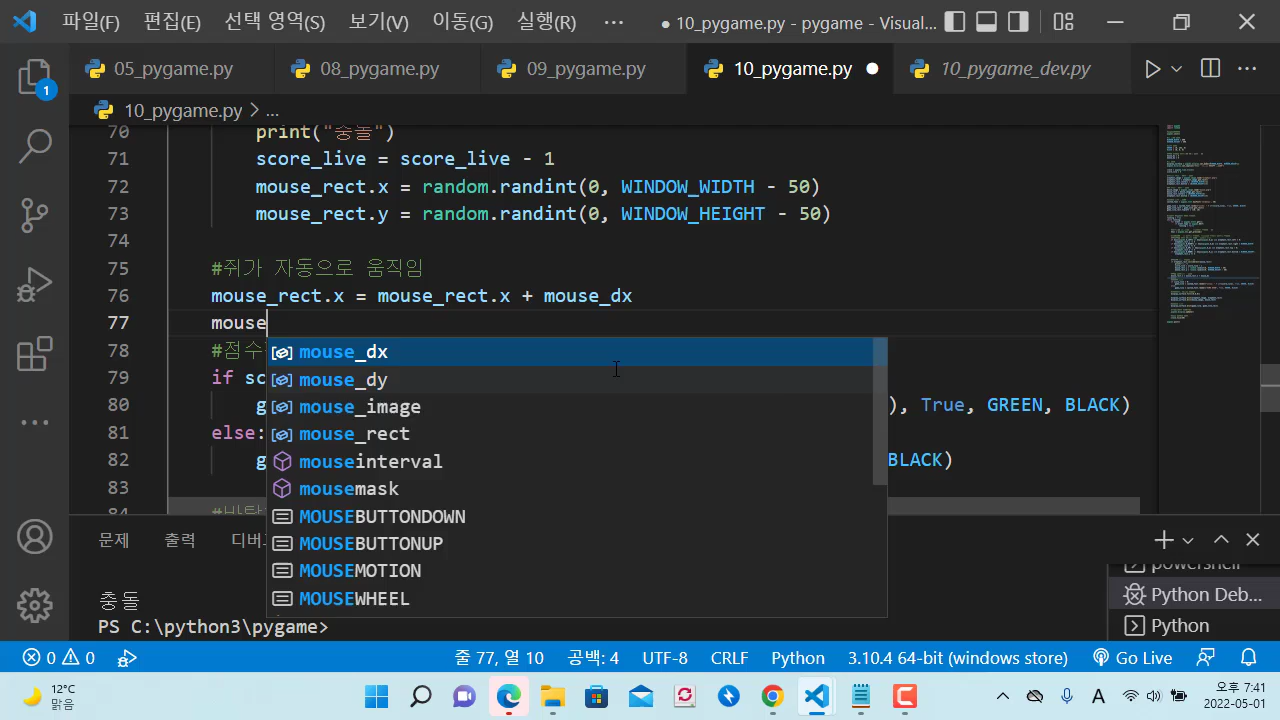 파일(F) 편집(E) 선택 영역(S) 보기(V) 이동(G) 실행(R) ··· ● 10_pygame.py - pygame - Visual...
1
05_pygame.py 08_pygame.py 09_pygame.py 10_pygame.py ● 10_pygame_dev.py
10_pygame.py > ...
70 print("충돌")
71 score_live = score_live - 1
72 mouse_rect.x = random.randint(0, WINDOW_WIDTH - 50)
73 mouse_rect.y = random.randint(0, WINDOW_HEIGHT - 50)
74
75 #쥐가 자동으로 움직임
76 mouse_rect.x = mouse_rect.x + mouse_dx
77 mouse
78 #점수
79 if sc
80 g ), True, GREEN, BLACK)
81 else:
82 g BLACK)
83
84
mouse_dx
mouse_dy
mouse_image
mouse_rect
mouseinterval
mousemask
MOUSEBUTTONDOWN
MOUSEBUTTONUP
MOUSEMOTION
MOUSEWHEEL
문제 출력 디버
powershell
Python Deb...
Python
충돌
PS C:\python3\pygame>
0 0 줄 77, 열 10 공백: 4 UTF-8 CRLF Python 3.10.4 64-bit (windows store) Go Live
12°C
맑음
A
오후 7:41
2022-05-01